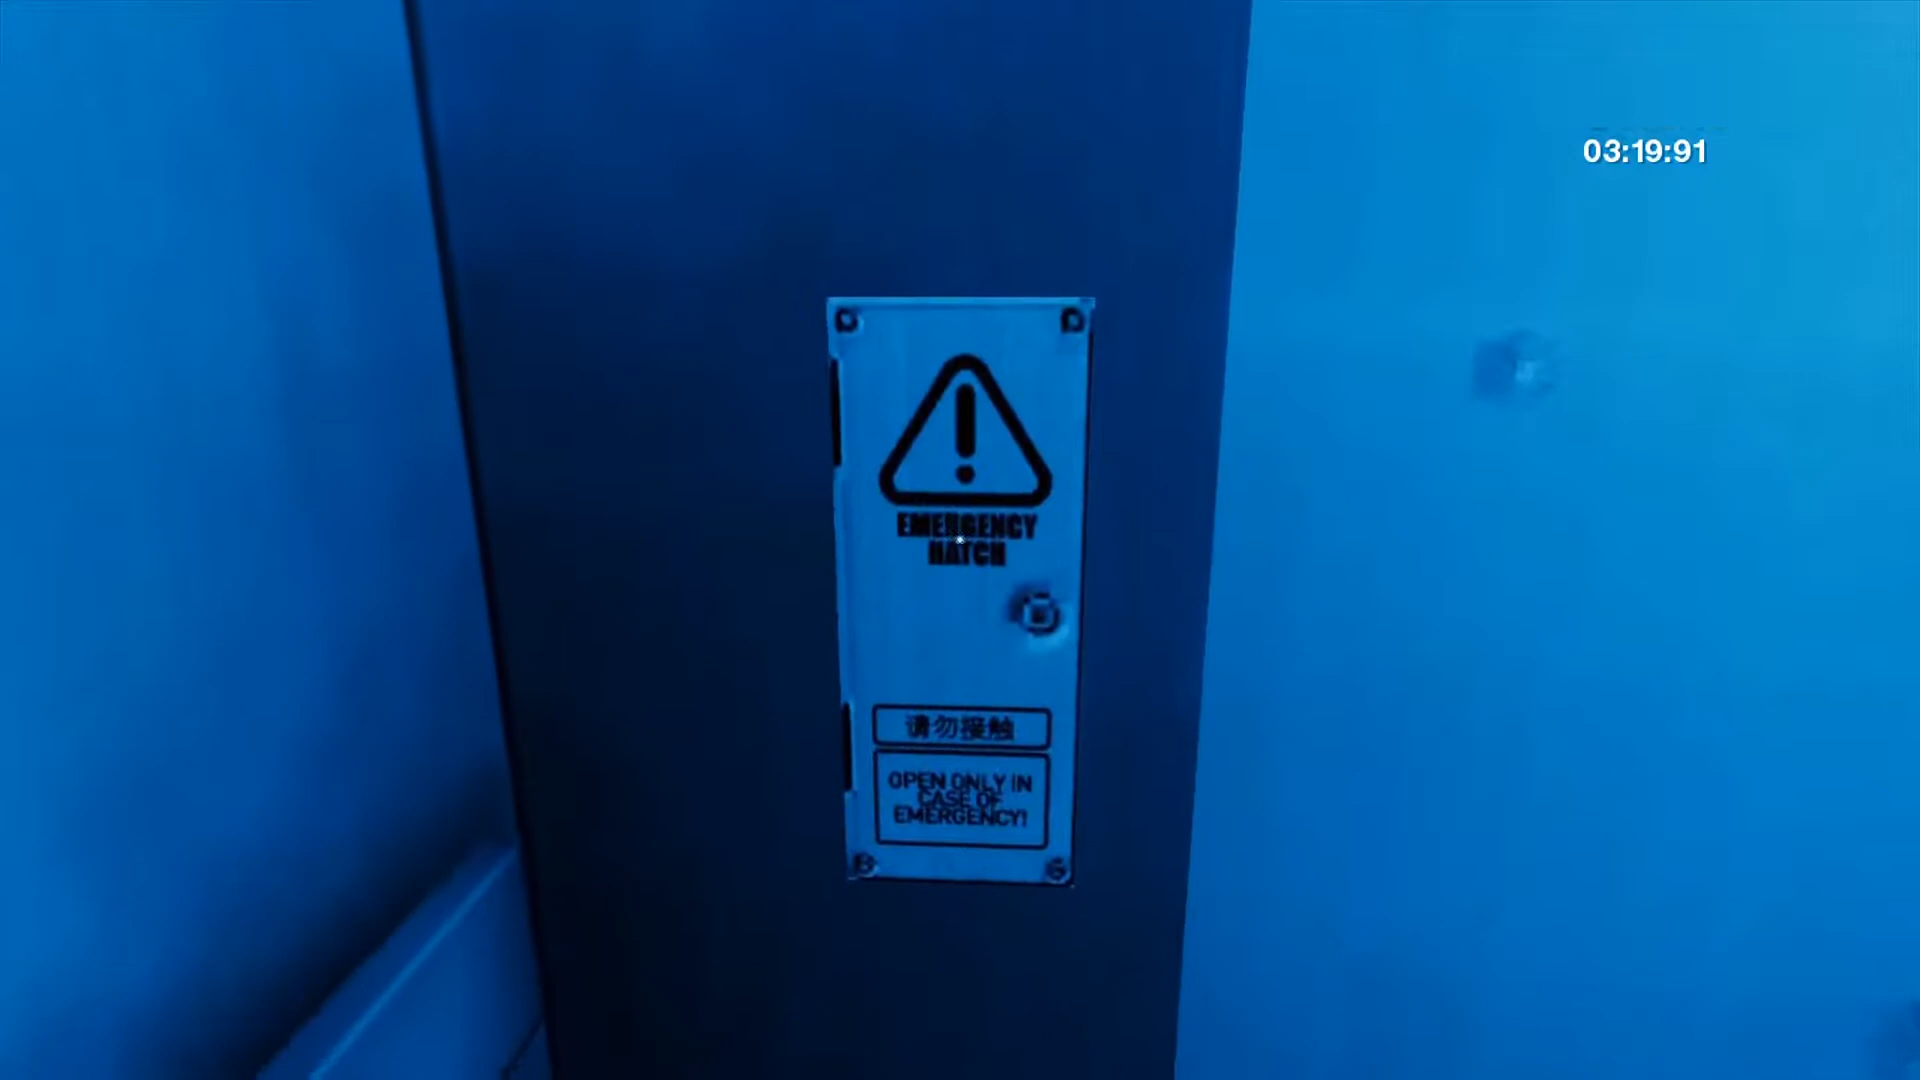 03:19:91
EMERGENCY
HATCH
请勿接触
OPEN ONLY IN
CASE OF
EMERGENCY!